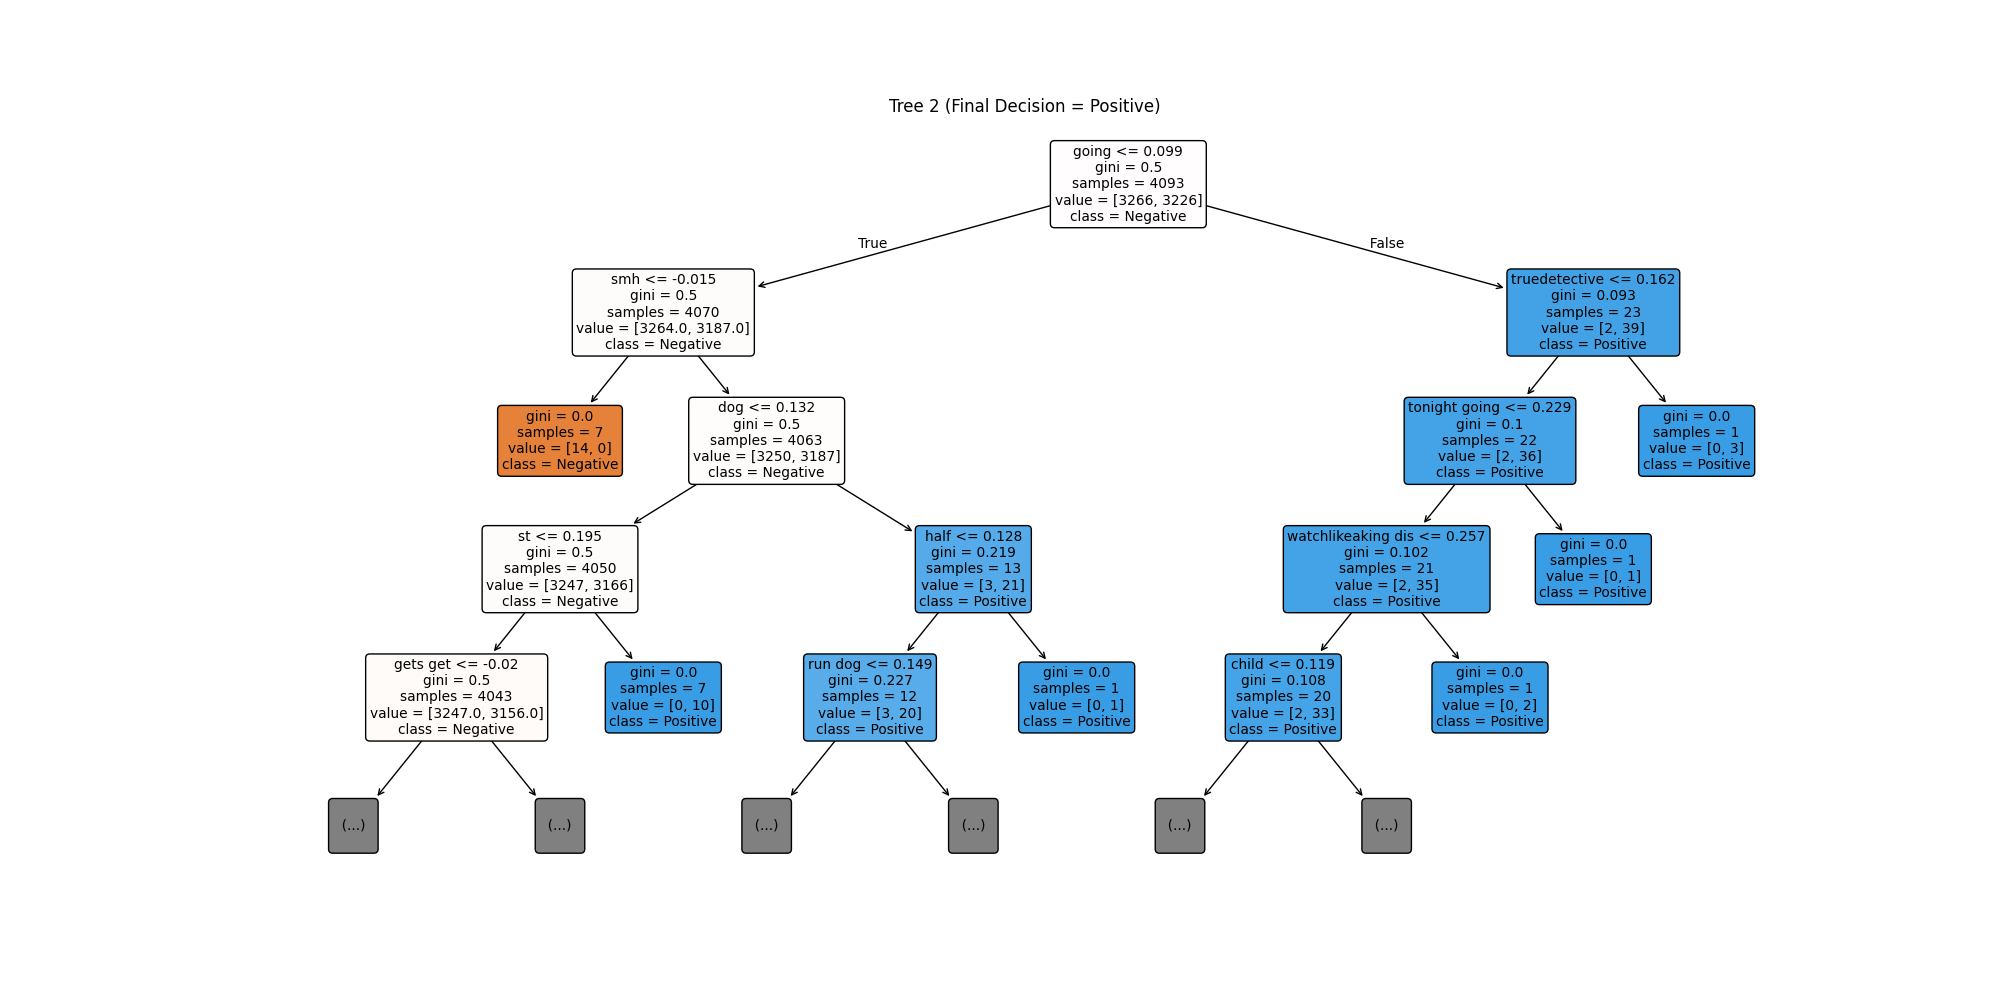 Tree 2 (Final Decision = Positive)
going <= 0.099
gini = 0.5
samples = 4093
value = [3266, 3226]
class = Negative
True
False
smh <= -0.015
gini = 0.5
samples = 4070
value = [3264.0, 3187.0]
class = Negative
truedetective <= 0.162
gini = 0.093
samples = 23
value = [2, 39]
class = Positive
gini = 0.0
samples = 7
value = [14, 0]
class = Negative
dog <= 0.132
gini = 0.5
samples = 4063
value = [3250, 3187]
class = Negative
tonight going <= 0.229
gini = 0.1
samples = 22
value = [2, 36]
class = Positive
gini = 0.0
samples = 1
value = [0, 3]
class = Positive
st <= 0.195
gini = 0.5
samples = 4050
value = [3247, 3166]
class = Negative
half <= 0.128
gini = 0.219
samples = 13
value = [3, 21]
class = Positive
watchlikeaking dis <= 0.257
gini = 0.102
samples = 21
value = [2, 35]
class = Positive
gini = 0.0
samples = 1
value = [0, 1]
class = Positive
gets get <= -0.02
gini = 0.5
samples = 4043
value = [3247.0, 3156.0]
class = Negative
gini = 0.0
samples = 7
value = [0, 10]
class = Positive
run dog <= 0.149
gini = 0.227
samples = 12
value = [3, 20]
class = Positive
gini = 0.0
samples = 1
value = [0, 1]
class = Positive
child <= 0.119
gini = 0.108
samples = 20
value = [2, 33]
class = Positive
gini = 0.0
samples = 1
value = [0, 2]
class = Positive
(...)
(...)
(...)
(...)
(...)
(...)